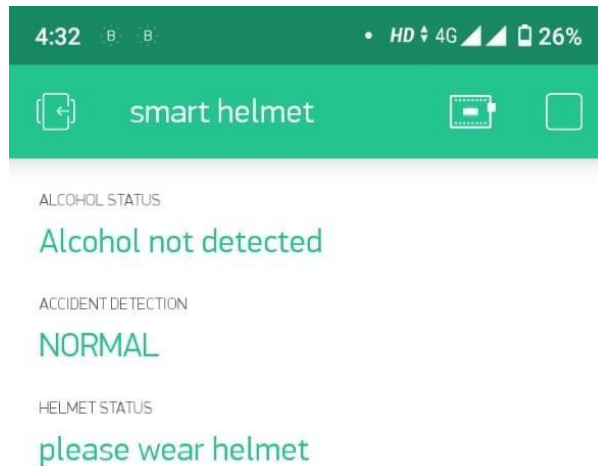 4:32 B B HD 4G 26%
smart helmet
ALCOHOL STATUS
Alcohol not detected
ACCIDENT DETECTION
NORMAL
HELMET STATUS
please wear helmet